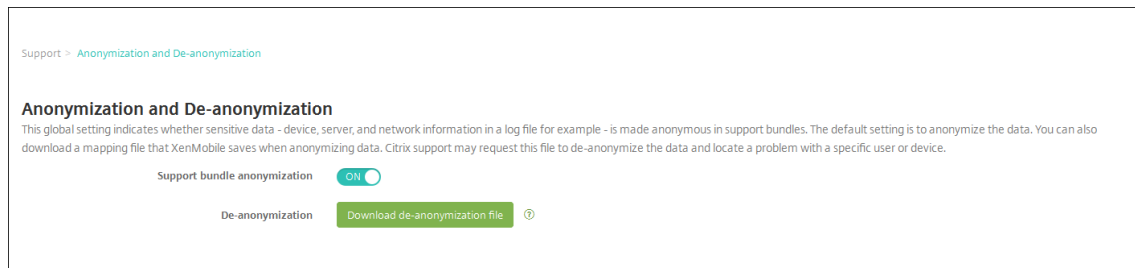 Support > Anonymization and De-anonymization
Anonymization and De-anonymization
This global setting indicates whether sensitive data - device, server, and network information in a log file for example - is made anonymous in support bundles. The default setting is to anonymize the data. You can also
download a mapping file that XenMobile saves when anonymizing data. Citrix support may request this file to de-anonymize the data and locate a problem with a specific user or device.
Support bundle anonymization ON
De-anonymization Download de-anonymization file ?